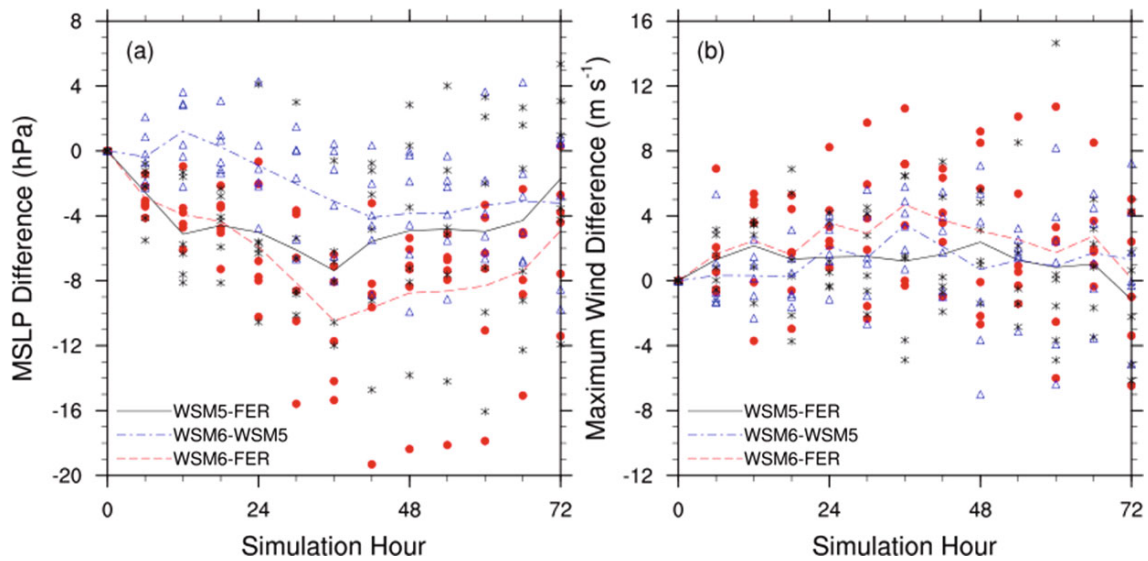 (a)
MSLP Difference (hPa)
8
4
0
-4
-8
-12
-16
-20
WSM5-FER
WSM6-WSM5
WSM6-FER
0
24
48
72
Simulation Hour
(b)
Maximum Wind Difference (m s⁻¹)
16
12
8
4
0
-4
-8
-12
WSM5-FER
WSM6-WSM5
WSM6-FER
0
24
48
72
Simulation Hour